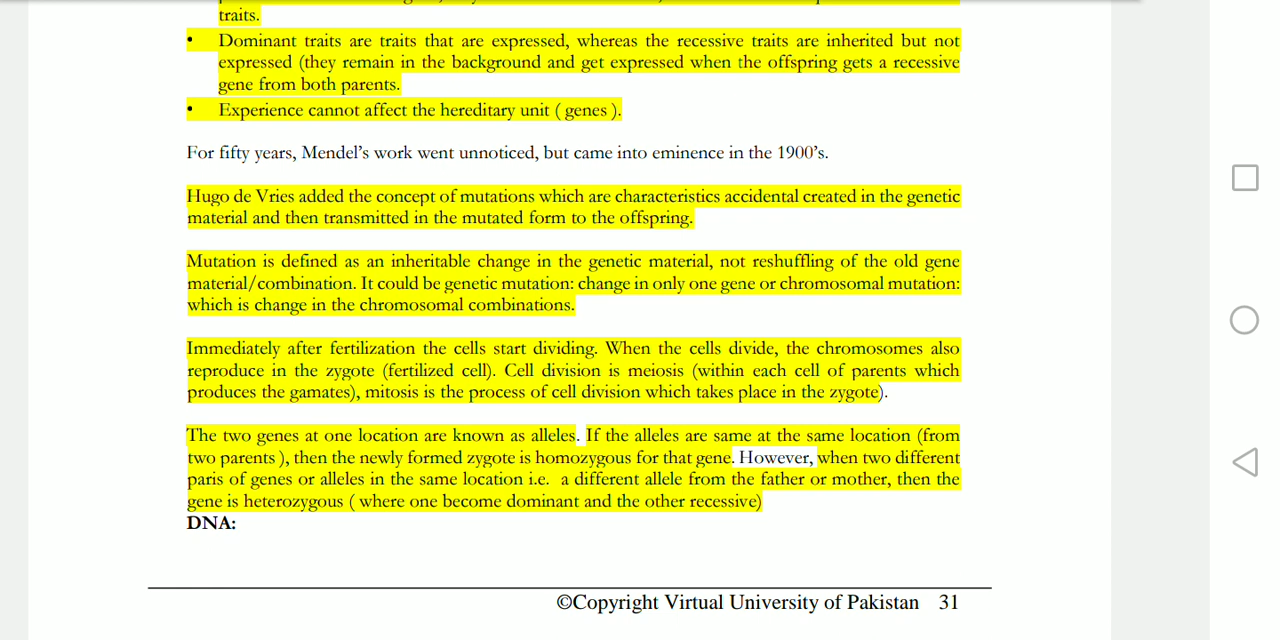 traits.
• Dominant traits are traits that are expressed, whereas the recessive traits are inherited but not
expressed (they remain in the background and get expressed when the offspring gets a recessive
gene from both parents.
• Experience cannot affect the hereditary unit ( genes ).
For fifty years, Mendel's work went unnoticed, but came into eminence in the 1900's.
Hugo de Vries added the concept of mutations which are characteristics accidental created in the genetic
material and then transmitted in the mutated form to the offspring.
Mutation is defined as an inheritable change in the genetic material, not reshuffling of the old gene
material/combination. It could be genetic mutation: change in only one gene or chromosomal mutation:
which is change in the chromosomal combinations.
Immediately after fertilization the cells start dividing. When the cells divide, the chromosomes also
reproduce in the zygote (fertilized cell). Cell division is meiosis (within each cell of parents which
produces the gamates), mitosis is the process of cell division which takes place in the zygote).
The two genes at one location are known as alleles. If the alleles are same at the same location (from
two parents ), then the newly formed zygote is homozygous for that gene. However, when two different
paris of genes or alleles in the same location i.e. a different allele from the father or mother, then the
gene is heterozygous ( where one become dominant and the other recessive)
DNA:
©Copyright Virtual University of Pakistan 31